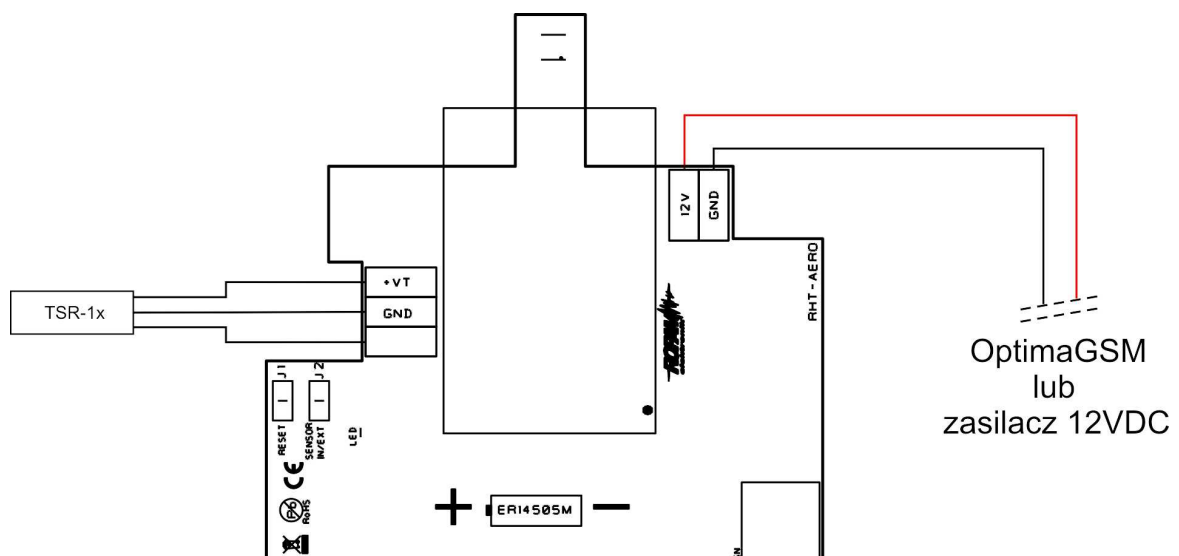 12V
GND
RHT-AERO
+VT
GND
TSR-1x
OptimaGSM
lub
zasilacz 12VDC
J1
J2
RESET
SENSOR
IN/EXT
LED
CE
Pb
RoHS
+
ER14505M
-